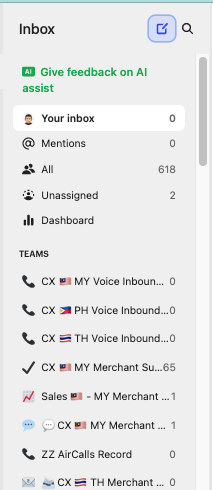 Inbox
AI Give feedback on AI
assist
Your inbox 0
Mentions 0
All 618
Unassigned 2
Dashboard
TEAMS
CX 🇲🇾 MY Voice Inboun... 0
CX 🇵🇭 PH Voice Inbound... 0
CX 🇹🇭 TH Voice Inbound... 0
CX 🇲🇾 MY Merchant Su... 65
Sales 🇲🇾 - MY Merchant ... 1
CX 🇲🇾 MY Merchant ... 1
ZZ AirCalls Record 0
CX 🇹🇭 TH Merchant ... 0